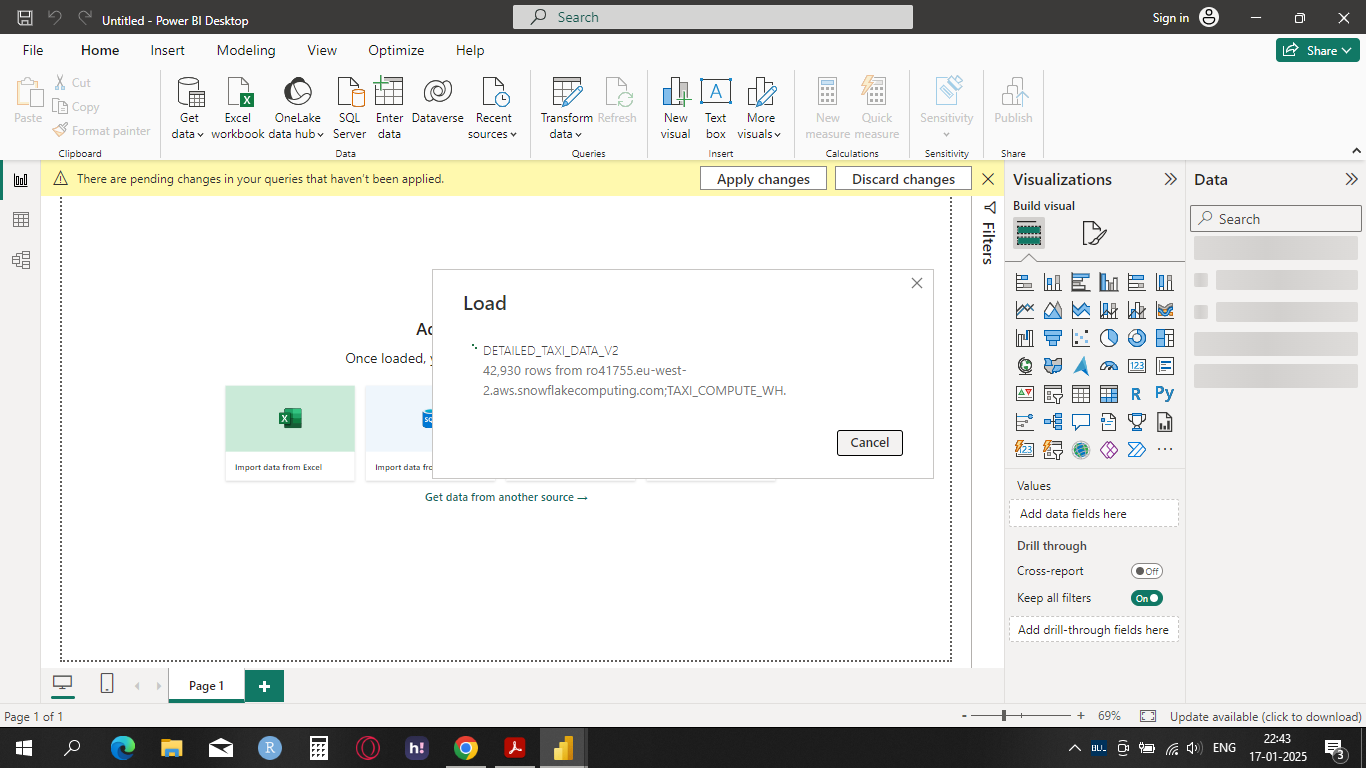 Untitled - Power BI Desktop
Search
Sign in
File Home Insert Modeling View Optimize Help
Share
Paste
Cut
Copy
Format painter
Clipboard
Get data
Excel workbook
OneLake data hub
SQL Server
Enter data
Dataverse
Recent sources
Data
Transform data
Refresh
Queries
New visual
Text box
More visuals
Insert
New measure
Quick measure
Calculations
Sensitivity
Sensitivity
Publish
Share
There are pending changes in your queries that haven't been applied.
Apply changes
Discard changes
Filters
Visualizations
Build visual
Data
Search
Load
DETAILED_TAXI_DATA_V2
42,930 rows from ro41755.eu-west-
2.aws.snowflakecomputing.com;TAXI_COMPUTE_WH.
Cancel
Once loaded,
Import data from Excel
Get data from another source →
R Py
123
123
Values
Add data fields here
Drill through
Cross-report
Off
Keep all filters
On
Add drill-through fields here
Page 1
Page 1 of 1
- + 69%
Update available (click to download)
R
h!
ENG
22:43
17-01-2025
3